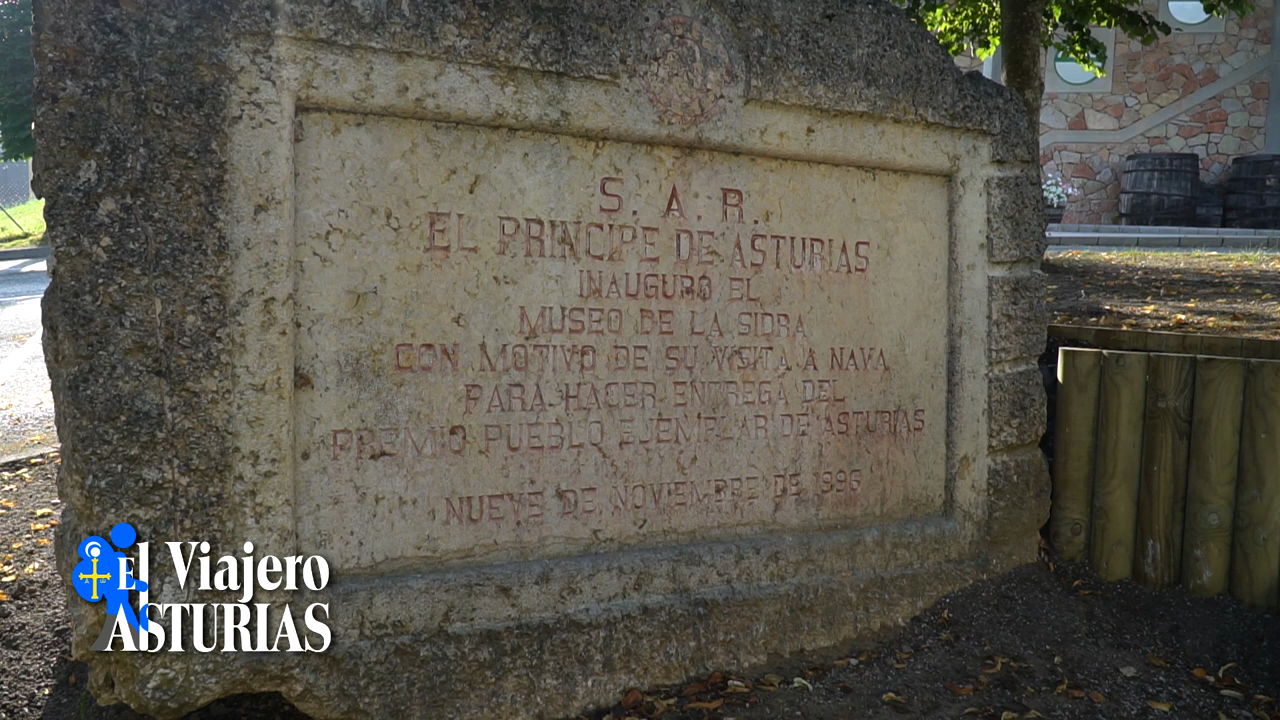 S. A. R.
EL PRINCIPE DE ASTURIAS
INAUGURO EL
MUSEO DE LA SIDRA
CON MOTIVO DE SU VISITA A NAVA
PARA HACER ENTREGA DEL
PREMIO PUEBLO EJEMPLAR DE ASTURIAS
NUEVE DE NOVIEMBRE DE 1996
El Viajero
ASTURIAS